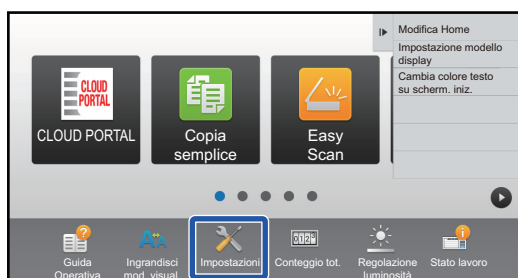 Modifica Home
Impostazione modello
display
Cambia colore testo
su scherm. iniz.
CLOUD
PORTAL
CLOUD PORTAL
Copia
semplice
Easy
Scan
Guida
Operativa
Ingrandisci
mod. visual.
Impostazioni
Conteggio tot.
Regolazione
luminosità
Stato lavoro